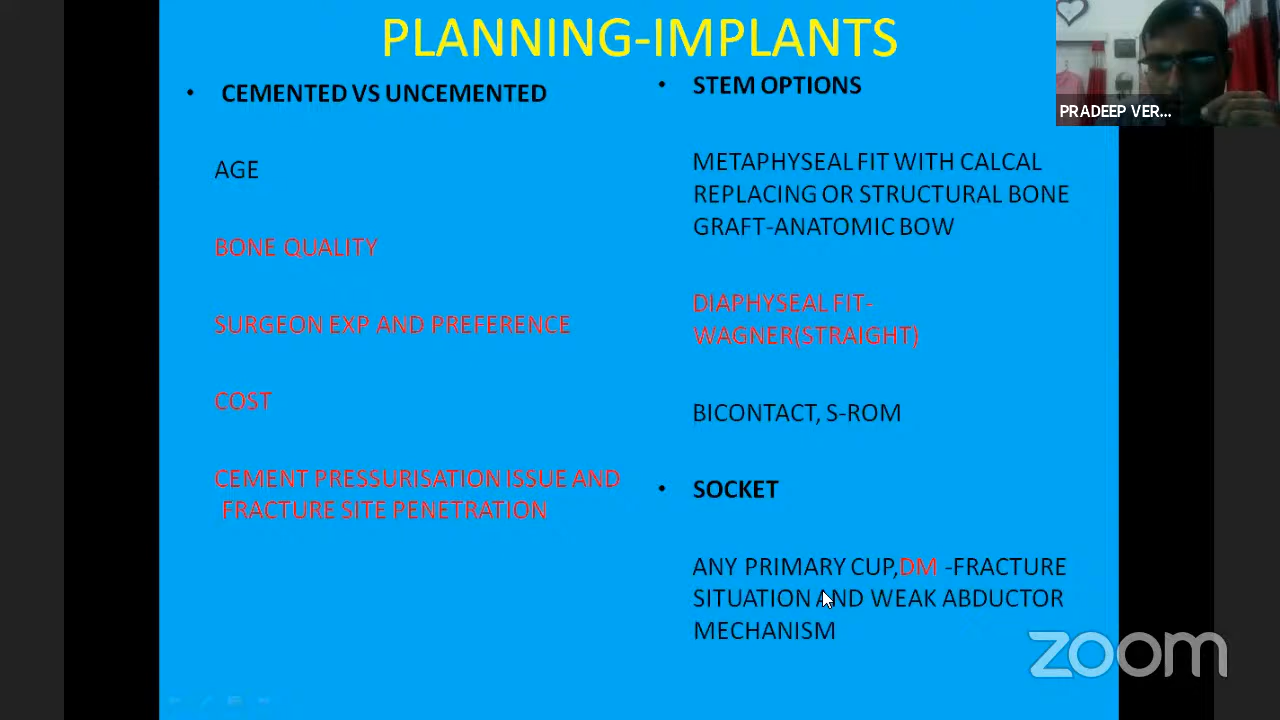 PLANNING-IMPLANTS
• CEMENTED VS UNCEMENTED
AGE
BONE QUALITY
SURGEON EXP AND PREFERENCE
COST
CEMENT PRESSURISATION ISSUE AND
FRACTURE SITE PENETRATION
• STEM OPTIONS
METAPHYSEAL FIT WITH CALCAL
REPLACING OR STRUCTURAL BONE
GRAFT-ANATOMIC BOW
DIAPHYSEAL FIT-
WAGNER(STRAIGHT)
BICONTACT, S-ROM
• SOCKET
ANY PRIMARY CUP,DM -FRACTURE
SITUATION AND WEAK ABDUCTOR
MECHANISM
PRADEEP VER...
zoom